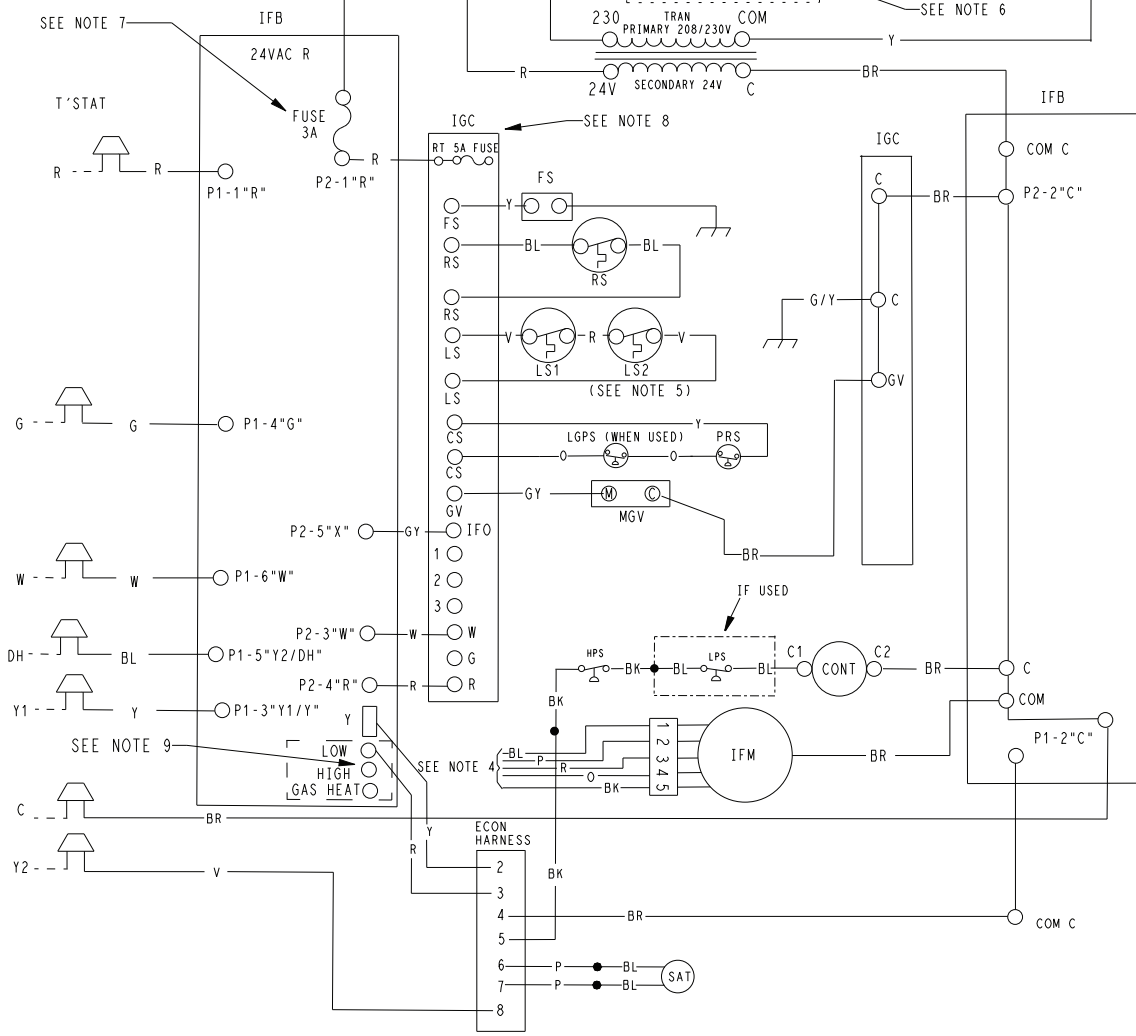 SEE NOTE 7
IFB
24VAC R
FUSE
3A
T'STAT
R
R
P1-1"R"
P2-1"R"
R
230
TRAN
COM
PRIMARY 208/230V
SEE NOTE 6
Y
R
24V
SECONDARY 24V
C
BR
IFB
IGC
SEE NOTE 8
RT 5A FUSE
IGC
COM C
C
BR
P2-2"C"
FS
Y
FS
BL
BL
RS
RS
RS
G/Y
C
V
R
V
LS
LS1
LS2
(SEE NOTE 5)
LS
GV
G
G
P1-4"G"
CS
Y
LGPS (WHEN USED)
PRS
O
O
CS
GY
M
C
GV
MGV
P2-5"X"
GY
IFO
BR
1
2
3
W
W
P1-6"W"
IF USED
P2-3"W"
W
W
DH
BL
P1-5"Y2/DH"
G
HPS
BK
BL
LPS
BL
C1
CONT
C2
BR
C
P2-4"R"
R
R
BK
COM
Y1
Y
P1-3"Y1/Y"
Y
P1-2"C"
SEE NOTE 9
LOW
HIGH
GAS HEAT
SEE NOTE 4
BL
P
R
O
BK
1
2
3
4
5
IFM
BR
C
BR
Y
R
ECON
HARNESS
Y2
V
2
BK
3
4
BR
COM C
5
6
P
BL
SAT
7
P
BL
8